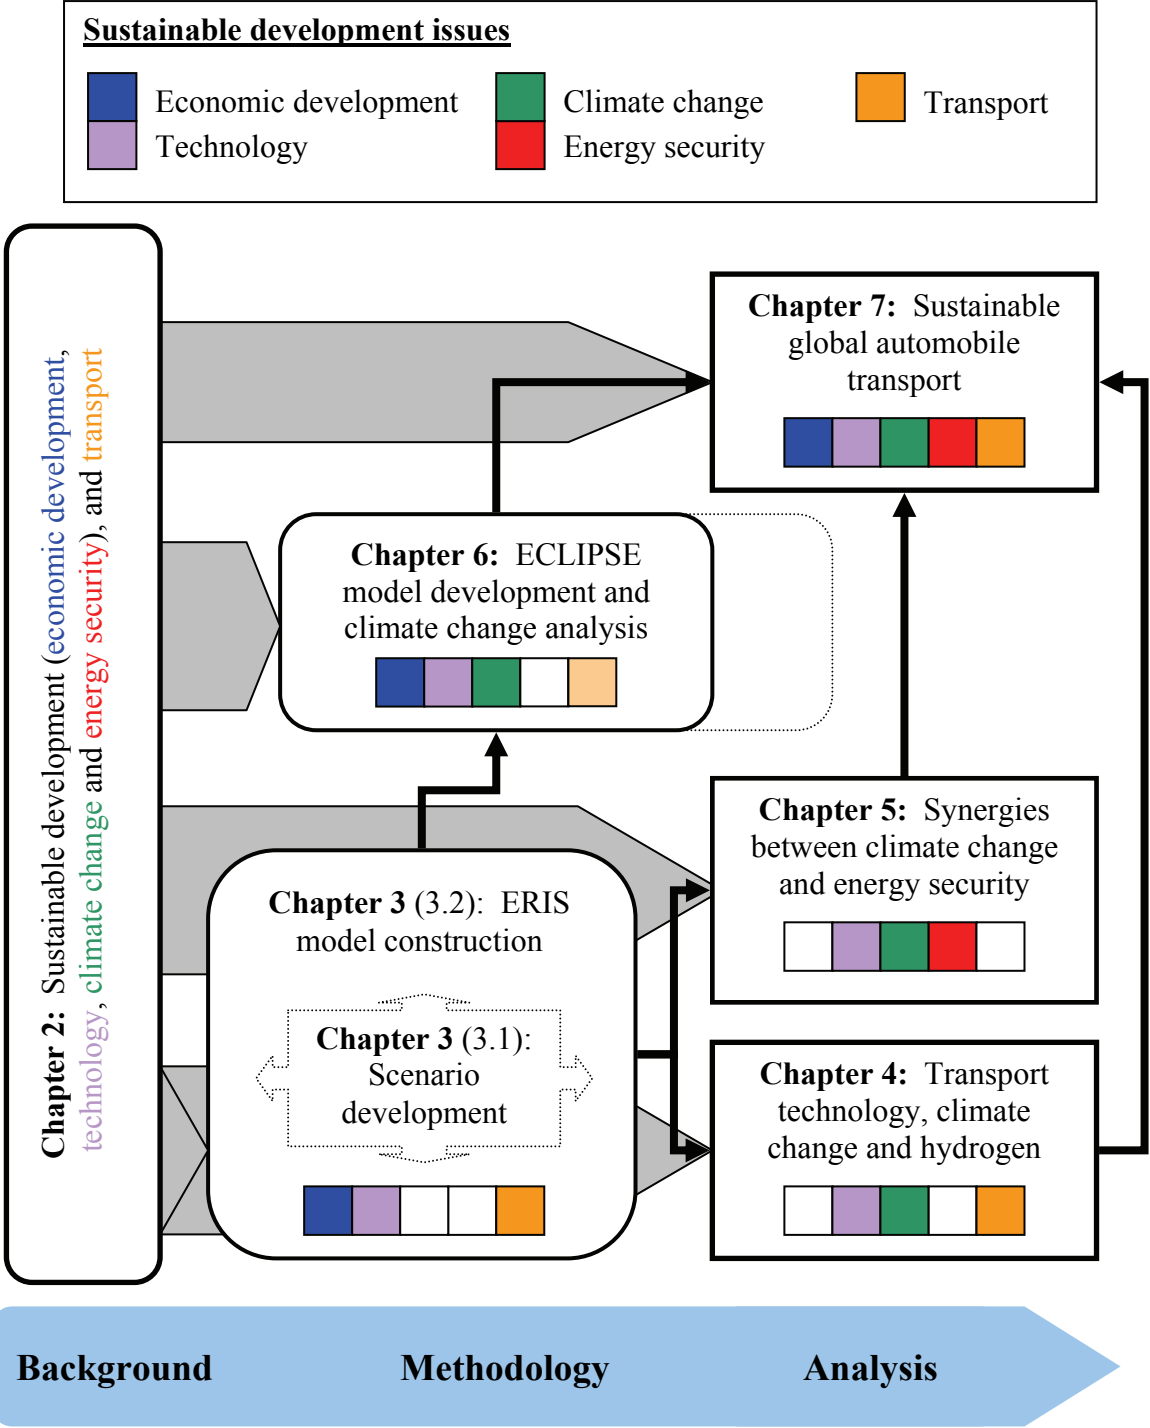 Sustainable development issues
Economic development
Climate change
Transport
Technology
Energy security
Chapter 2:  Sustainable development (economic development,
technology, climate change and energy security), and transport
Chapter 7:  Sustainable
global automobile
transport
Chapter 6:  ECLIPSE
model development and
climate change analysis
Chapter 5:  Synergies
between climate change
and energy security
Chapter 3 (3.2):  ERIS
model construction
Chapter 3 (3.1):
Scenario
development
Chapter 4:  Transport
technology, climate
change and hydrogen
Background
Methodology
Analysis